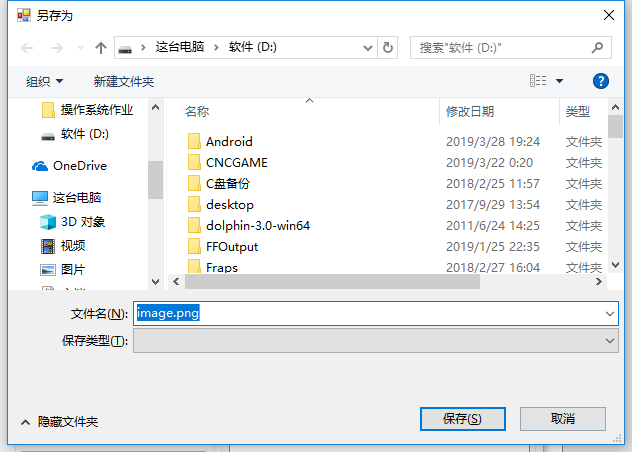 另存为
这台电脑 软件 (D:)
搜索"软件 (D:)"
组织 新建文件夹
操作系统作业
软件 (D:)
OneDrive
这台电脑
3D 对象
视频
图片
名称 修改日期 类型
Android 2019/3/28 19:24 文件夹
CNCGAME 2019/3/22 0:20 文件夹
C盘备份 2018/2/25 11:57 文件夹
desktop 2017/9/29 13:54 文件夹
dolphin-3.0-win64 2011/6/24 14:25 文件夹
FFOutput 2019/1/25 22:35 文件夹
Fraps 2018/2/27 16:04 文件夹
文件名(N): image.png
保存类型(T):
隐藏文件夹
保存(S) 取消